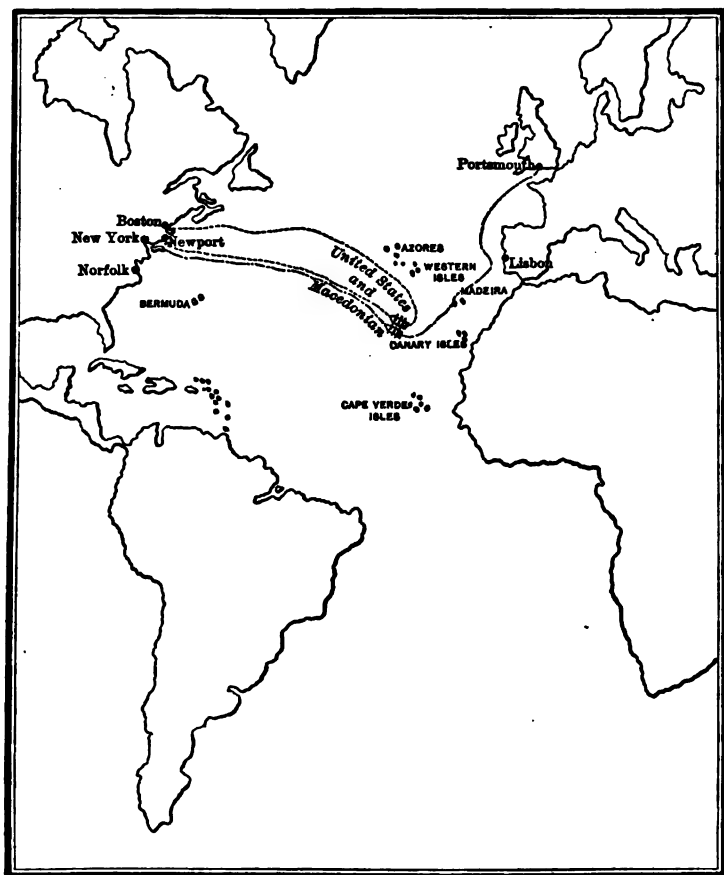 Portsmouth
Boston
New York
Newport
AZORES
WESTERN
ISLES
Lisbon
Norfolk
United States
and
Macedonian
MADEIRA
BERMUDA
CANARY ISLES
CAPE VERDE
ISLES